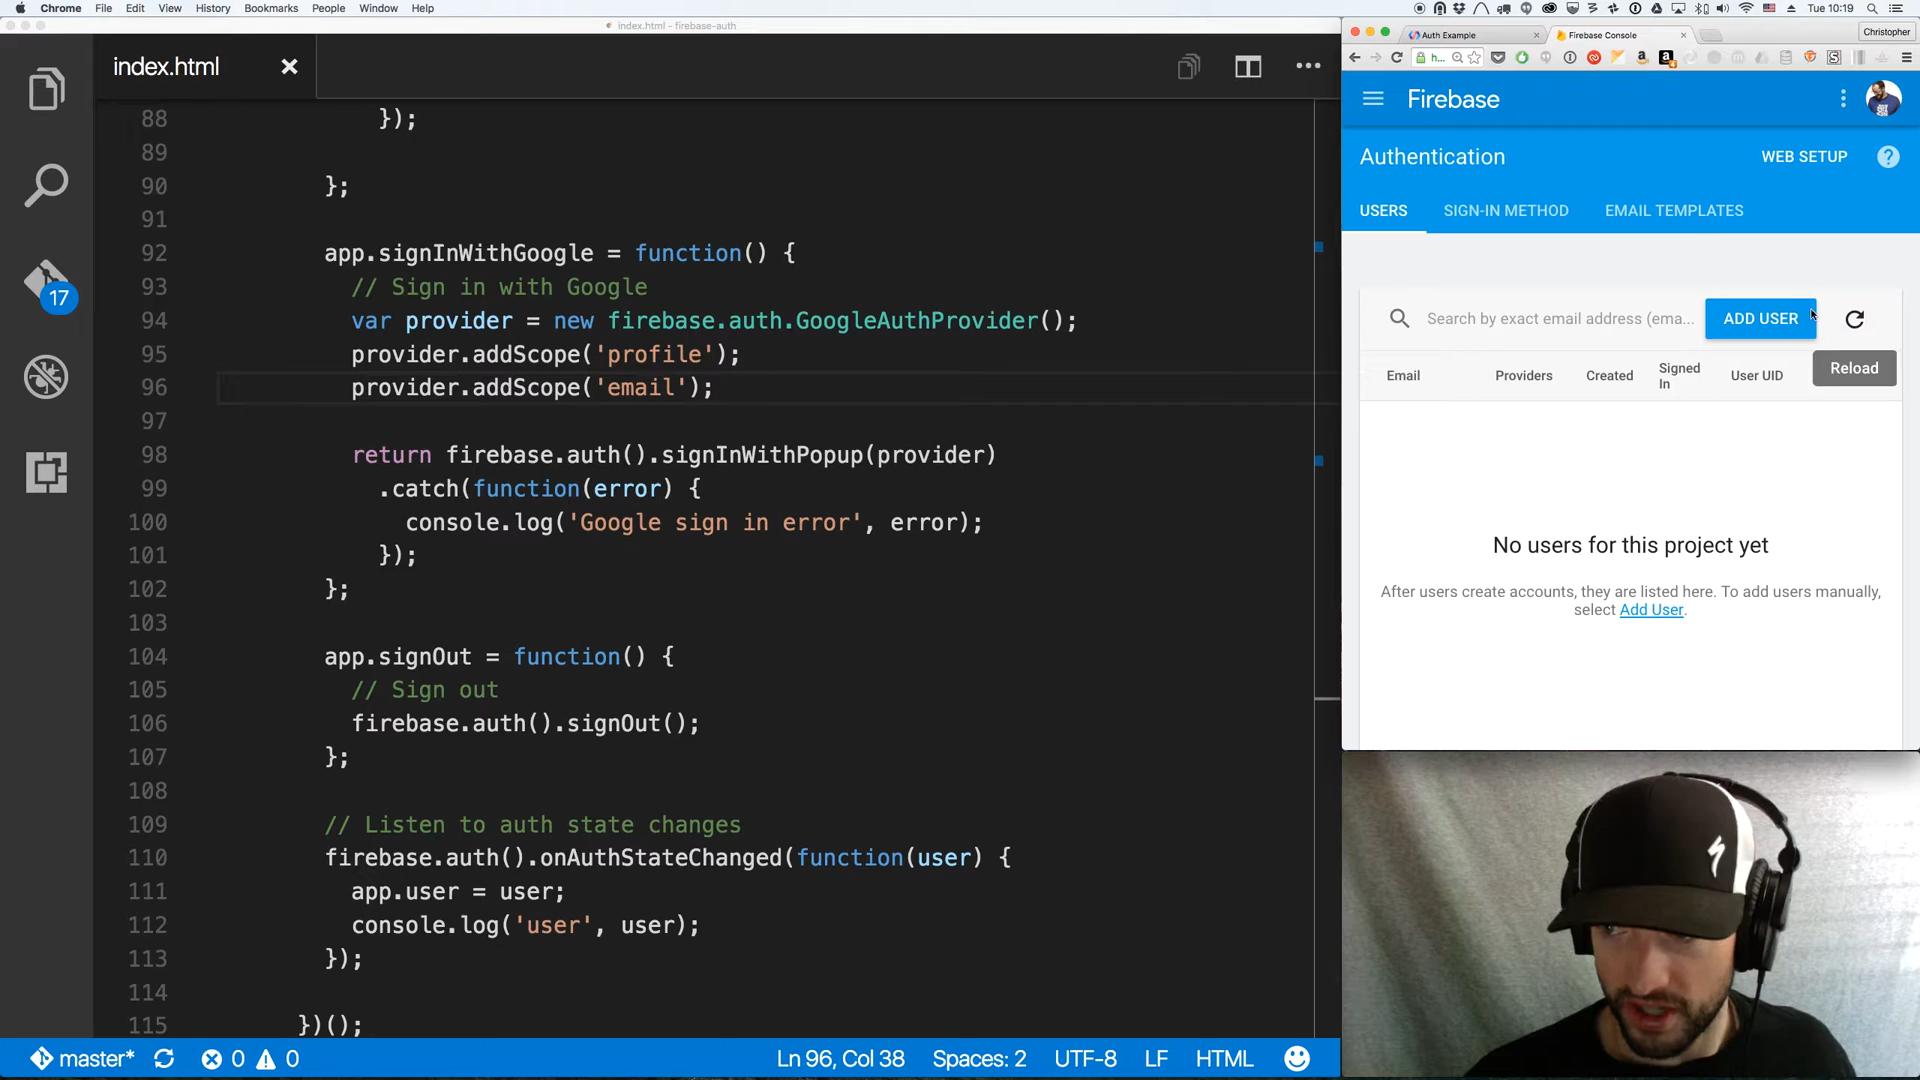 Chrome File Edit View History Bookmarks People Window Help
Tue 10:19
index.html - firebase-auth
index.html
88 });
89
90 };
91
92 app.signInWithGoogle = function() {
93 // Sign in with Google
94 var provider = new firebase.auth.GoogleAuthProvider();
95 provider.addScope('profile');
96 provider.addScope('email');
97
98 return firebase.auth().signInWithPopup(provider)
99 .catch(function(error) {
100 console.log('Google sign in error', error);
101 });
102 };
103
104 app.signOut = function() {
105 // Sign out
106 firebase.auth().signOut();
107 };
108
109 // Listen to auth state changes
110 firebase.auth().onAuthStateChanged(function(user) {
111 app.user = user;
112 console.log('user', user);
113 });
114
115 })();
17
master* 0 0 Ln 96, Col 38 Spaces: 2 UTF-8 LF HTML
Auth Example Firebase Console Christopher
h...
Firebase
Authentication WEB SETUP ?
USERS SIGN-IN METHOD EMAIL TEMPLATES
Search by exact email address (ema... ADD USER
Email Providers Created Signed In User UID Reload
No users for this project yet
After users create accounts, they are listed here. To add users manually,
select Add User.